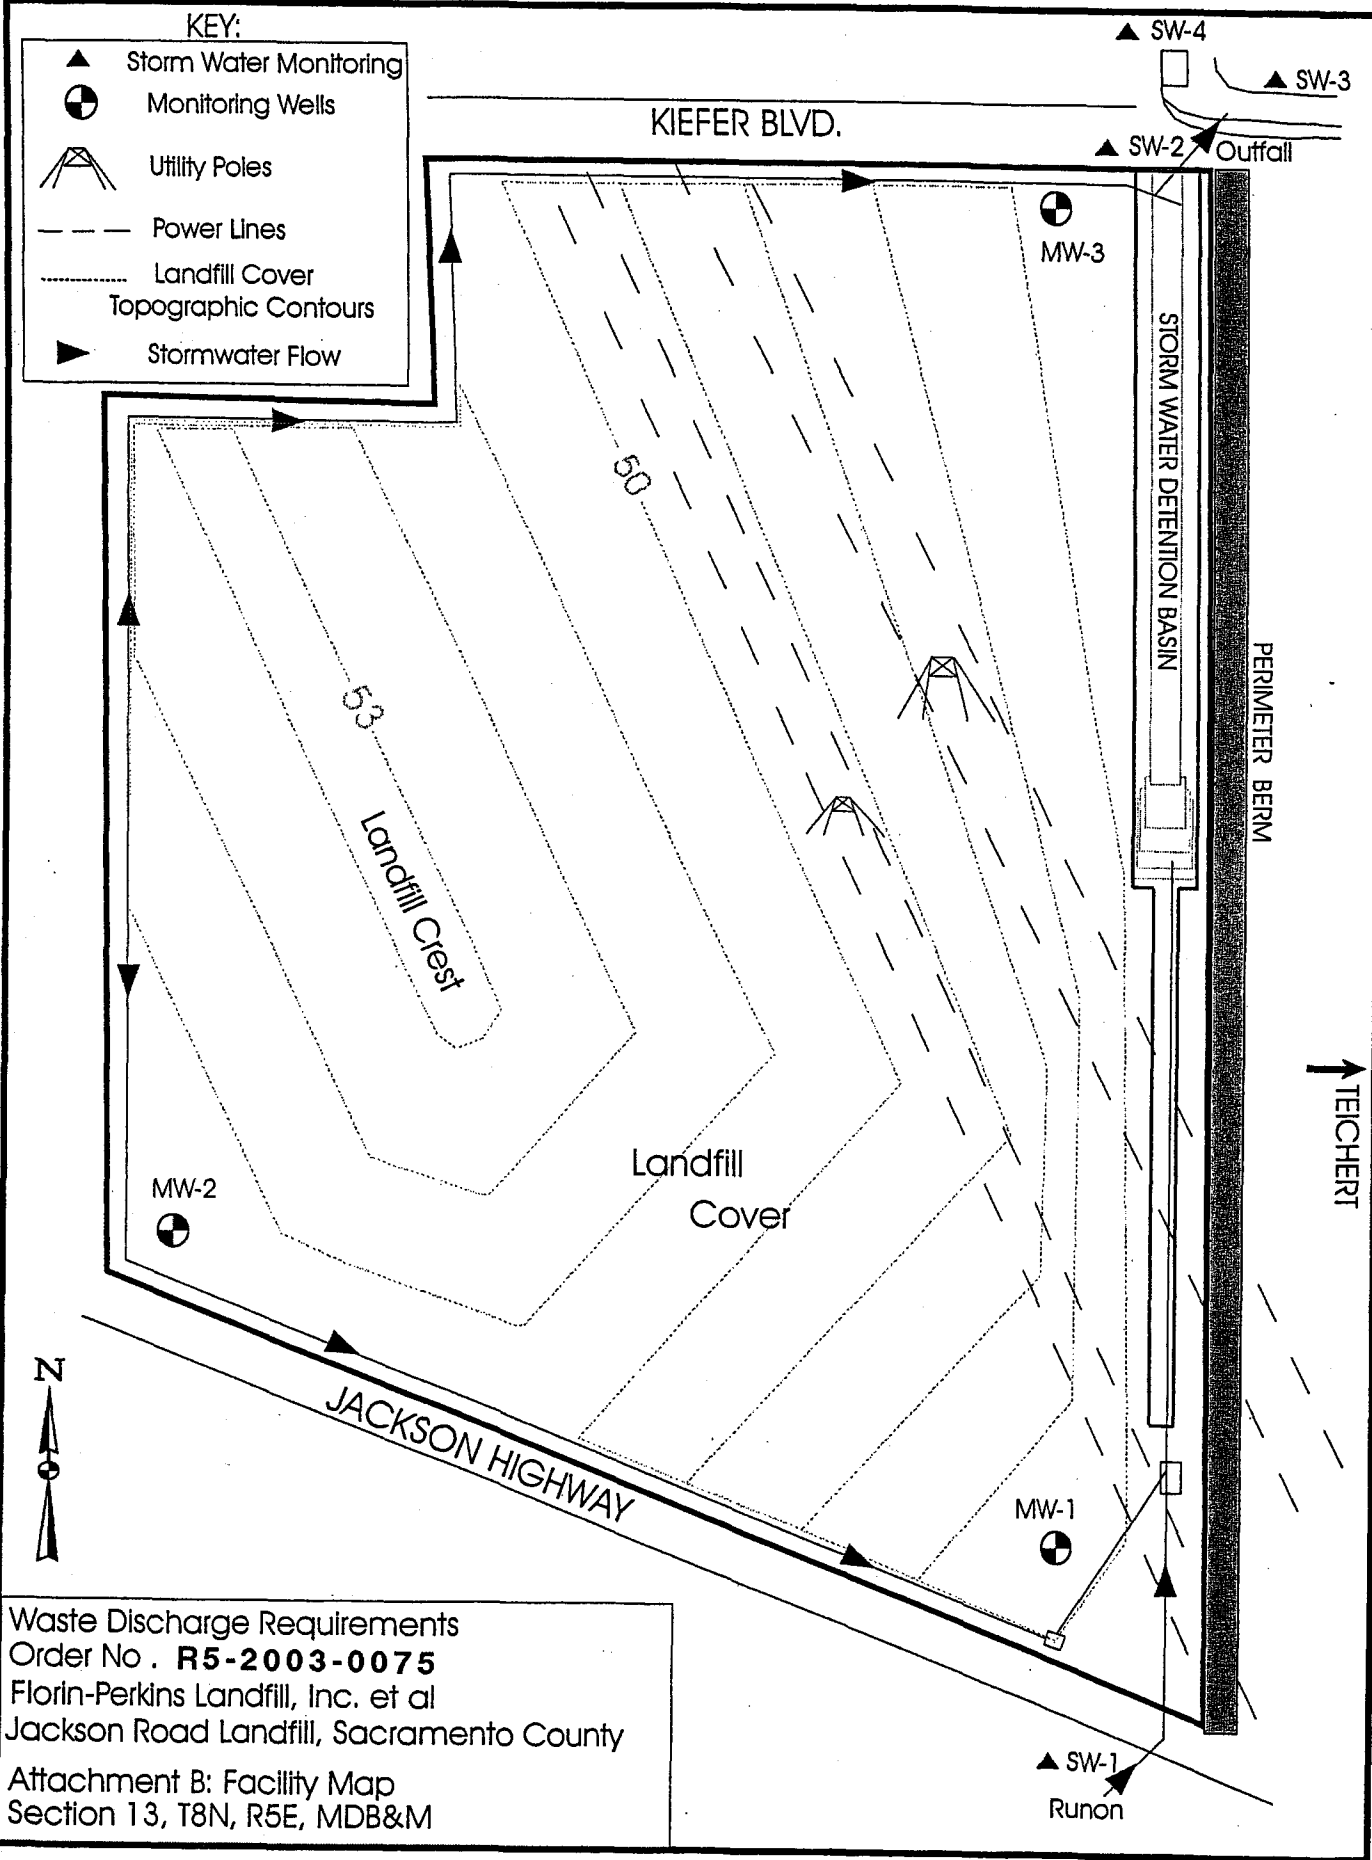 KEY:
Storm Water Monitoring
Monitoring Wells
Utility Poles
Power Lines
Landfill Cover
Topographic Contours
Stormwater Flow
SW-4
SW-3
KIEFER BLVD.
SW-2
Outfall
MW-3
STORM WATER DETENTION BASIN
50
PERIMETER BERM
53
Landfill Crest
TEICHERT
Landfill
Cover
MW-2
N
JACKSON HIGHWAY
MW-1
SW-1
Runon
Waste Discharge Requirements
Order No. R5-2003-0075
Florin-Perkins Landfill, Inc. et al
Jackson Road Landfill, Sacramento County
Attachment B: Facility Map
Section 13, T8N, R5E, MDB&M